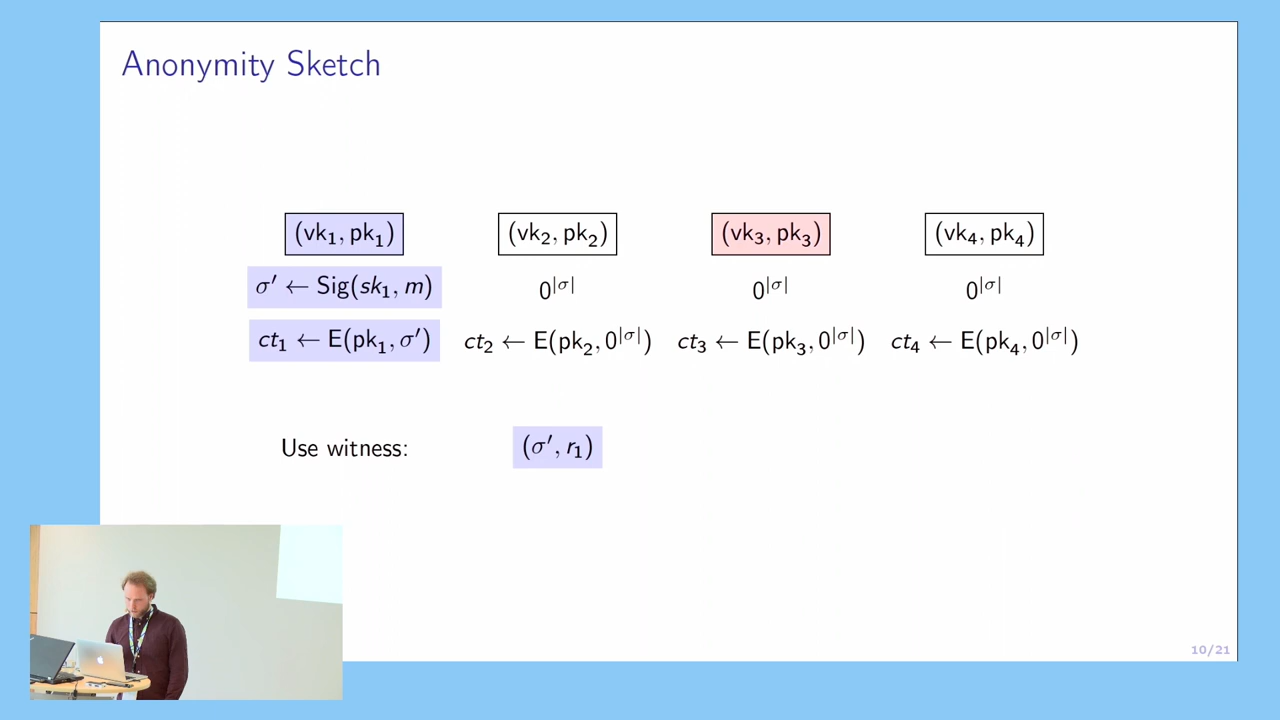 Anonymity Sketch
(vk₁, pk₁) (vk₂, pk₂) (vk₃, pk₃) (vk₄, pk₄)
σ′ ← Sig(sk₁, m) 0^|σ| 0^|σ| 0^|σ|
ct₁ ← E(pk₁, σ′) ct₂ ← E(pk₂, 0^|σ|) ct₃ ← E(pk₃, 0^|σ|) ct₄ ← E(pk₄, 0^|σ|)
Use witness: (σ′, r₁)
10/21